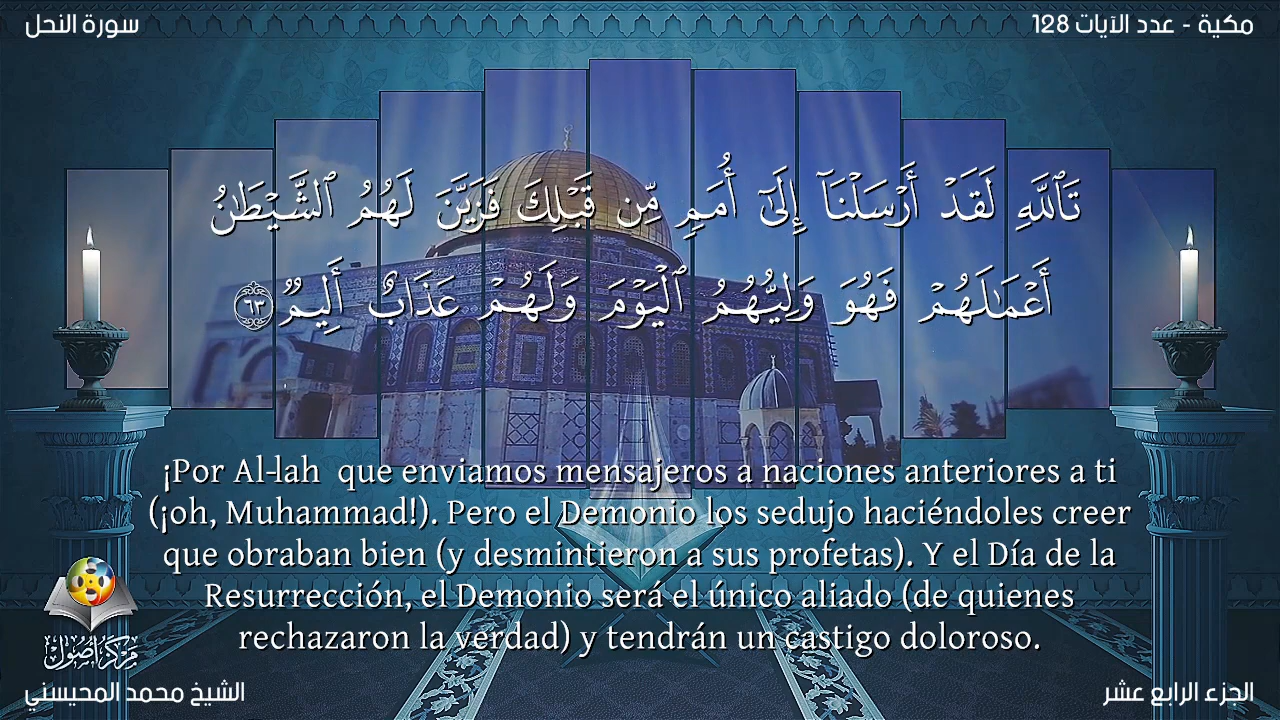 سورة النحل
مكية - عدد الآيات 128
تَٱللَّهِ لَقَدْ أَرْسَلْنَآ إِلَىٰٓ أُمَمٍ مِّن قَبْلِكَ فَزَيَّنَ لَهُمُ ٱلشَّيْطَٰنُ
أَعْمَٰلَهُمْ فَهُوَ وَلِيُّهُمُ ٱلْيَوْمَ وَلَهُمْ عَذَابٌ أَلِيمٌ ٦٣
¡Por Al-lah que enviamos mensajeros a naciones anteriores a ti
(¡oh, Muhammad!). Pero el Demonio los sedujo haciéndoles creer
que obraban bien (y desmintieron a sus profetas). Y el Día de la
Resurrección, el Demonio será el único aliado (de quienes
rechazaron la verdad) y tendrán un castigo doloroso.
مركز أصول
الشيخ محمد المحيسني
الجزء الرابع عشر